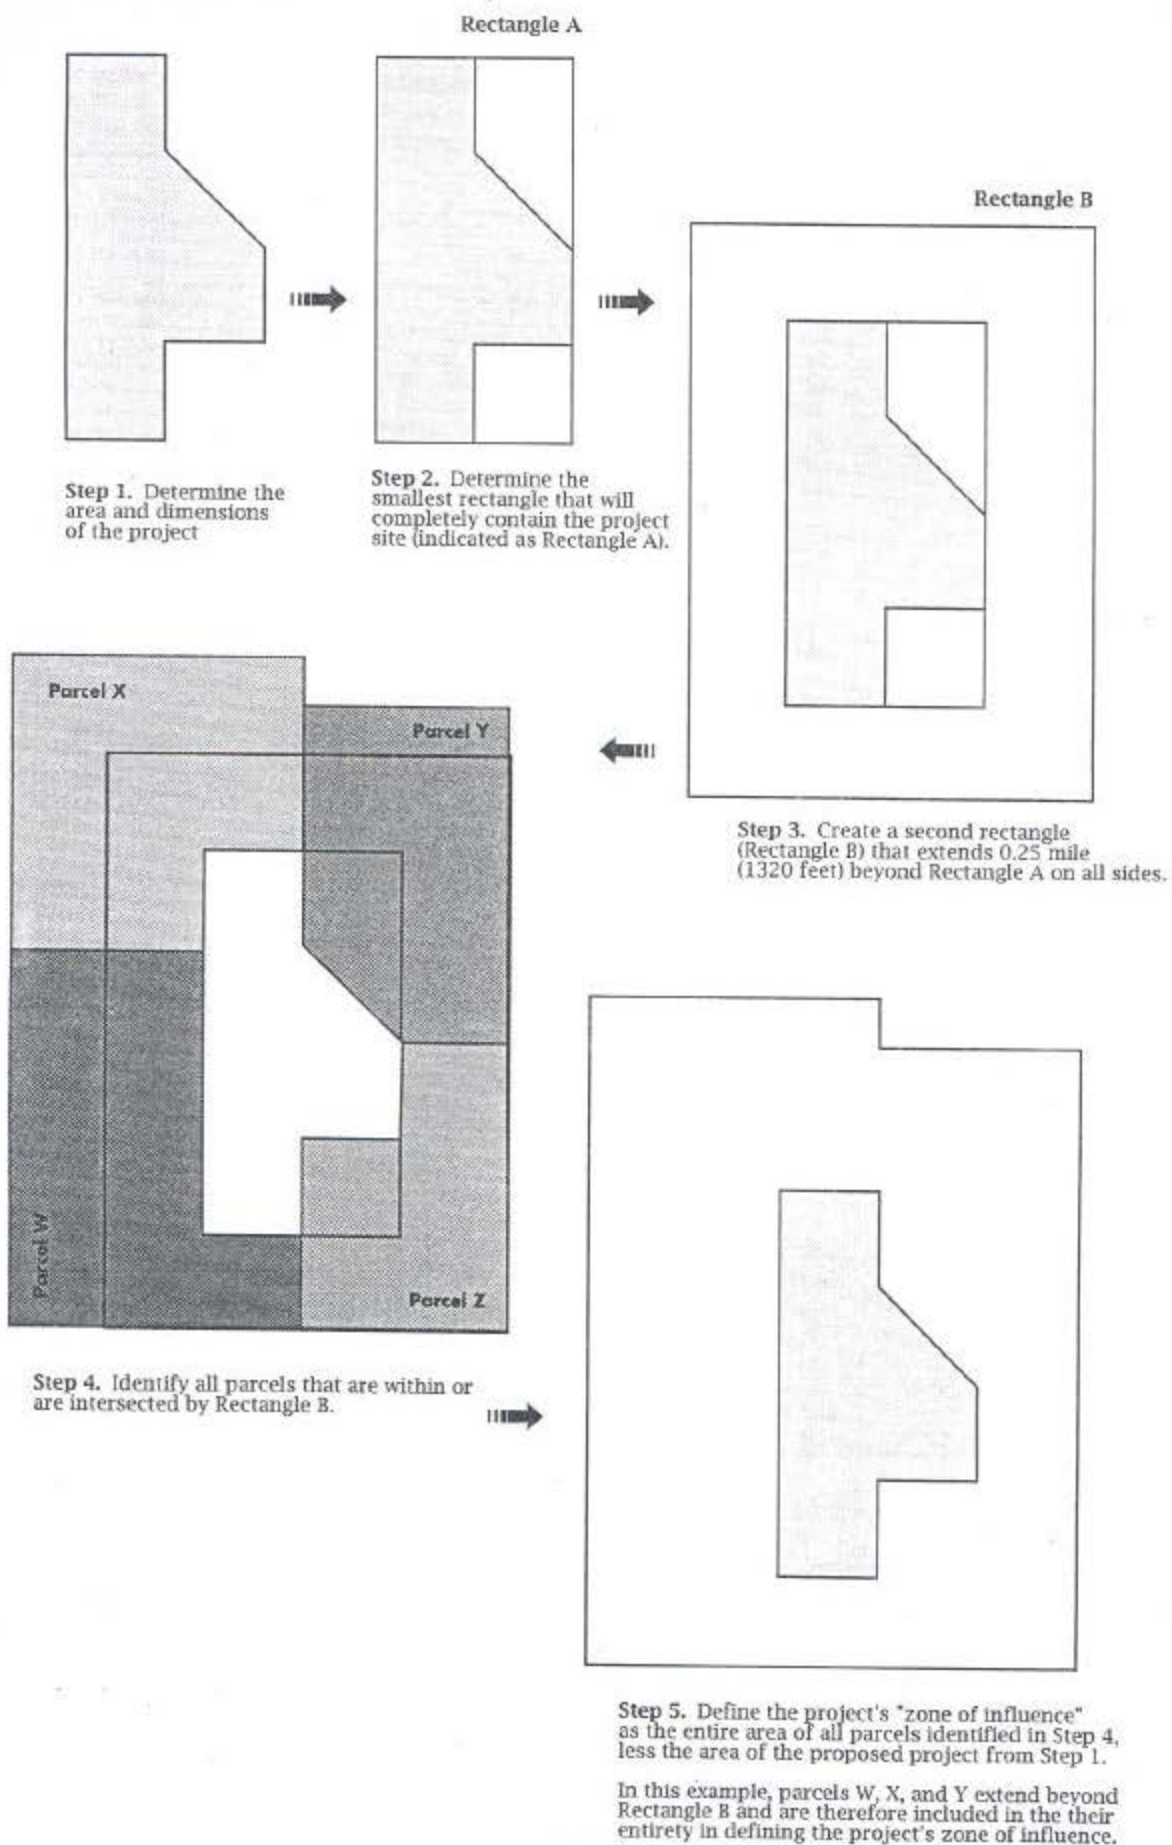 Rectangle A
Rectangle B
Step 1. Determine the
area and dimensions
of the project
Step 2. Determine the
smallest rectangle that will
completely contain the project
site (indicated as Rectangle A).
Step 3. Create a second rectangle
(Rectangle B) that extends 0.25 mile
(1320 feet) beyond Rectangle A on all sides.
Parcel X
Parcel Y
Parcel W
Parcel Z
Step 4. Identify all parcels that are within or
are intersected by Rectangle B.
Step 5. Define the project's "zone of influence"
as the entire area of all parcels identified in Step 4,
less the area of the proposed project from Step 1.
In this example, parcels W, X, and Y extend beyond
Rectangle B and are therefore included in the their
entirety in defining the project's zone of influence.